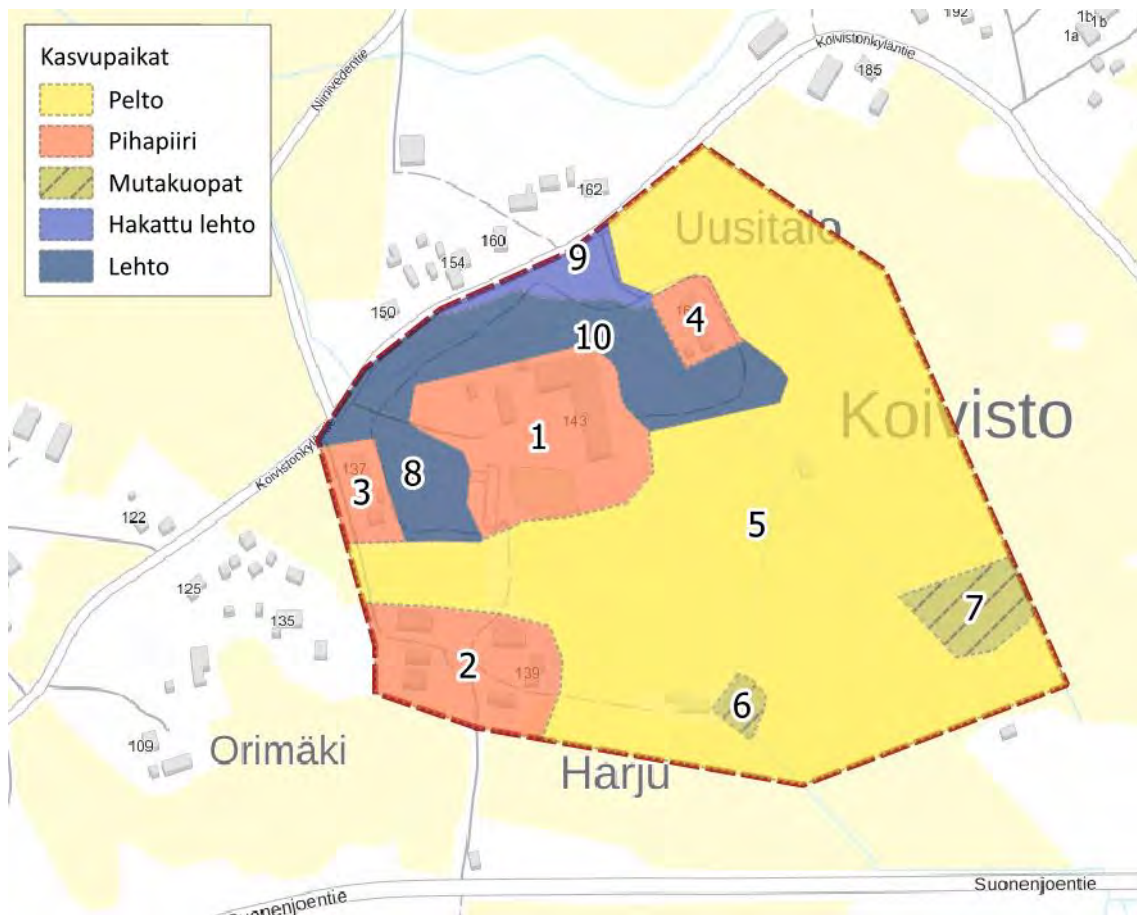 Kasvupaikat
Pelto
Pihapiiri
Mutakuopat
Hakattu lehto
Lehto
Niinivedentie
Koivistonkyläntie
192
1b
1b
1a
185
162
160
154
150
Uusitalo
9
4
10
Koivisto
143
1
137
3
8
Koivistonkylä
122
5
125
135
7
2
139
6
109
Orimäki
Harju
Suonenjoentie
Suonenjoentie